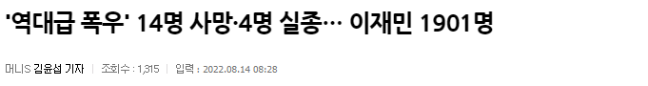 '역대급 폭우' 14명 사망·4명 실종… 이재민 1901명
머니S 김윤섭 기자 | 조회수 : 1,315 | 입력 : 2022.08.14 08:28